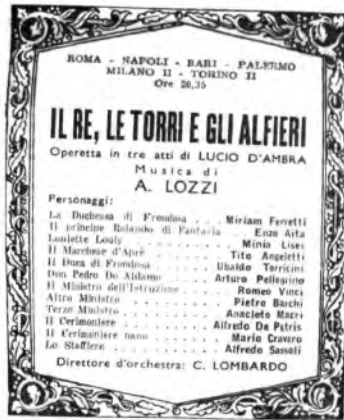 ROMA - NAPOLI - BARI - PALERMO
MILANO II - TORINO II
Ore 20,35
IL RE, LE TORRI E GLI ALFIERI
Operetta in tre atti di LUCIO D'AMBRA
Musica di
A. LOZZI
Personaggi:
La Duchessa di Frondosa . . . Miriam Ferretti
Il principe Rolando di Fantasia . . Enzo Aita
Loulette Loufy . . . . . . . . Minia Lises
Il Marchese d'Aprè . . . . Tito Angeletti
Il Duca di Frondosa . . . Ubaldo Torricini
Don Pedro De Aldarno . . Arturo Pellegrino
Il Ministro dell'Istruzione . . . Romeo Vinci
Altro Ministro . . . . . . . Pietro Barchi
Terzo Ministro . . . . . Anacleto Macri
Il Cerimoniere . . . . . Alfredo De Petris
Il Cerimoniere nano . . . . Mario Cravero
Lo Staffiere . . . . . . . Alfredo Sassoli
Direttore d'orchestra: C. LOMBARDO